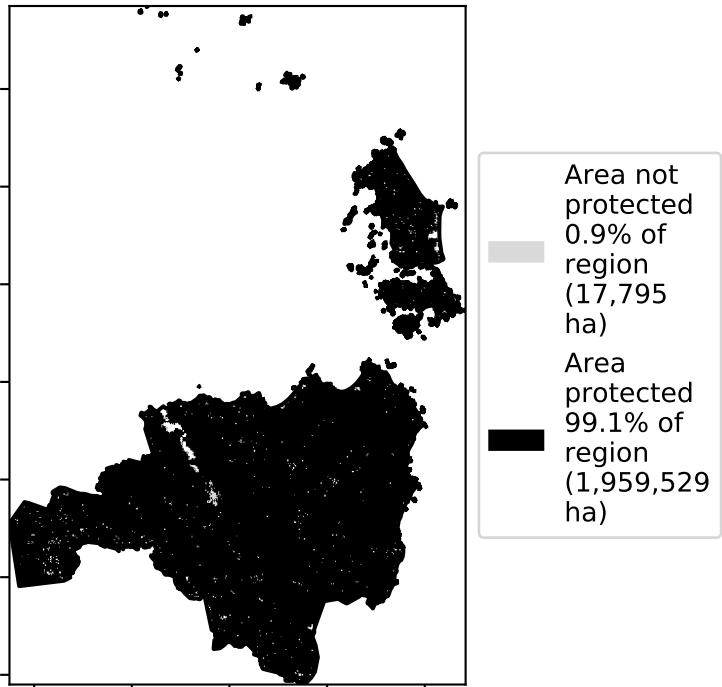 Area not
protected
0.9% of
region
(17,795
ha)
Area
protected
99.1% of
region
(1,959,529
ha)